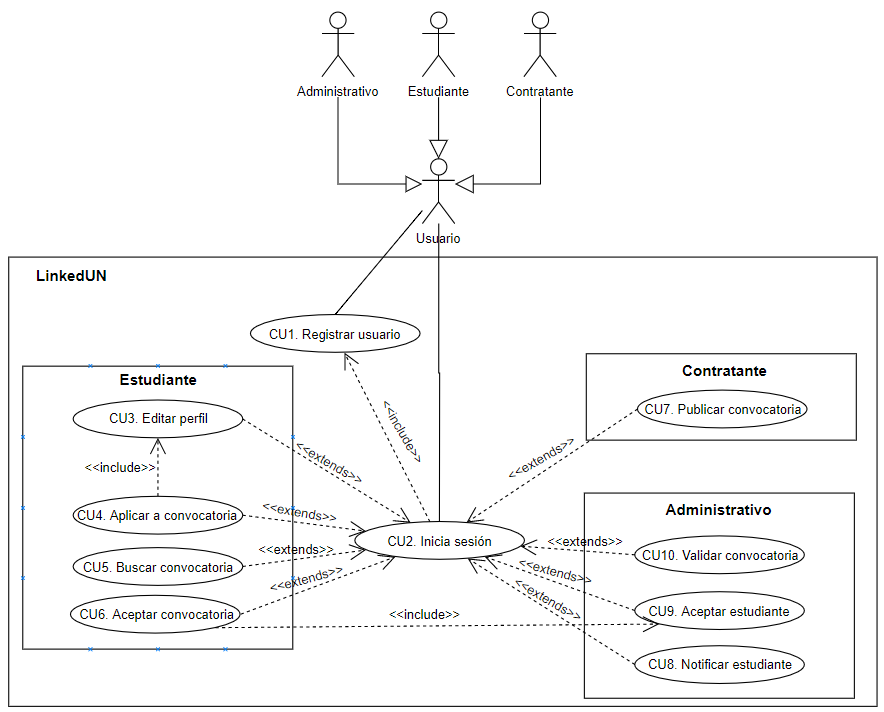 Administrativo
Estudiante
Contratante
Usuario
LinkedUN
CU1. Registrar usuario
Estudiante
CU3. Editar perfil
<<include>>
CU4. Aplicar a convocatoria
CU5. Buscar convocatoria
CU6. Aceptar convocatoria
<<extends>>
<<extends>>
<<extends>>
<<extends>>
<<include>>
<<include>>
CU2. Inicia sesión
Contratante
CU7. Publicar convocatoria
<<extends>>
Administrativo
CU10. Validar convocatoria
<<extends>>
CU9. Aceptar estudiante
<<extends>>
CU8. Notificar estudiante
<<extends>>